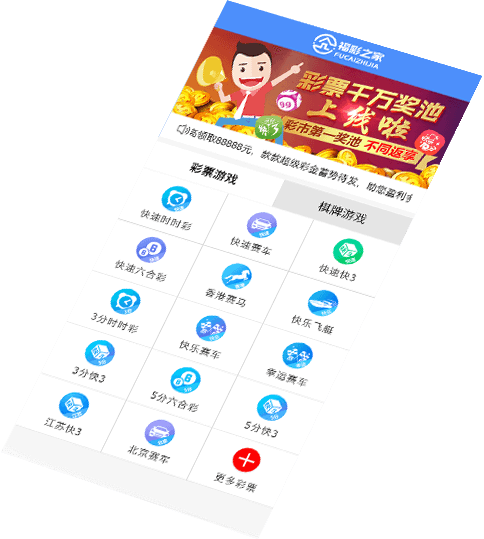 福彩之家
FUCAIZHIJIA
彩票千万奖池
上线啦
99
快3
彩市第一奖池 不同返享
领取88888元，款款超级彩金蓄势待发，助您盈利
彩票游戏
棋牌游戏
快速时时彩
快速赛车
快速快3
快速六合彩
香港赛马
快乐飞艇
3分时时彩
快乐赛车
幸运赛车
3分快3
5分六合彩
5分快3
江苏快3
北京赛车
更多彩票